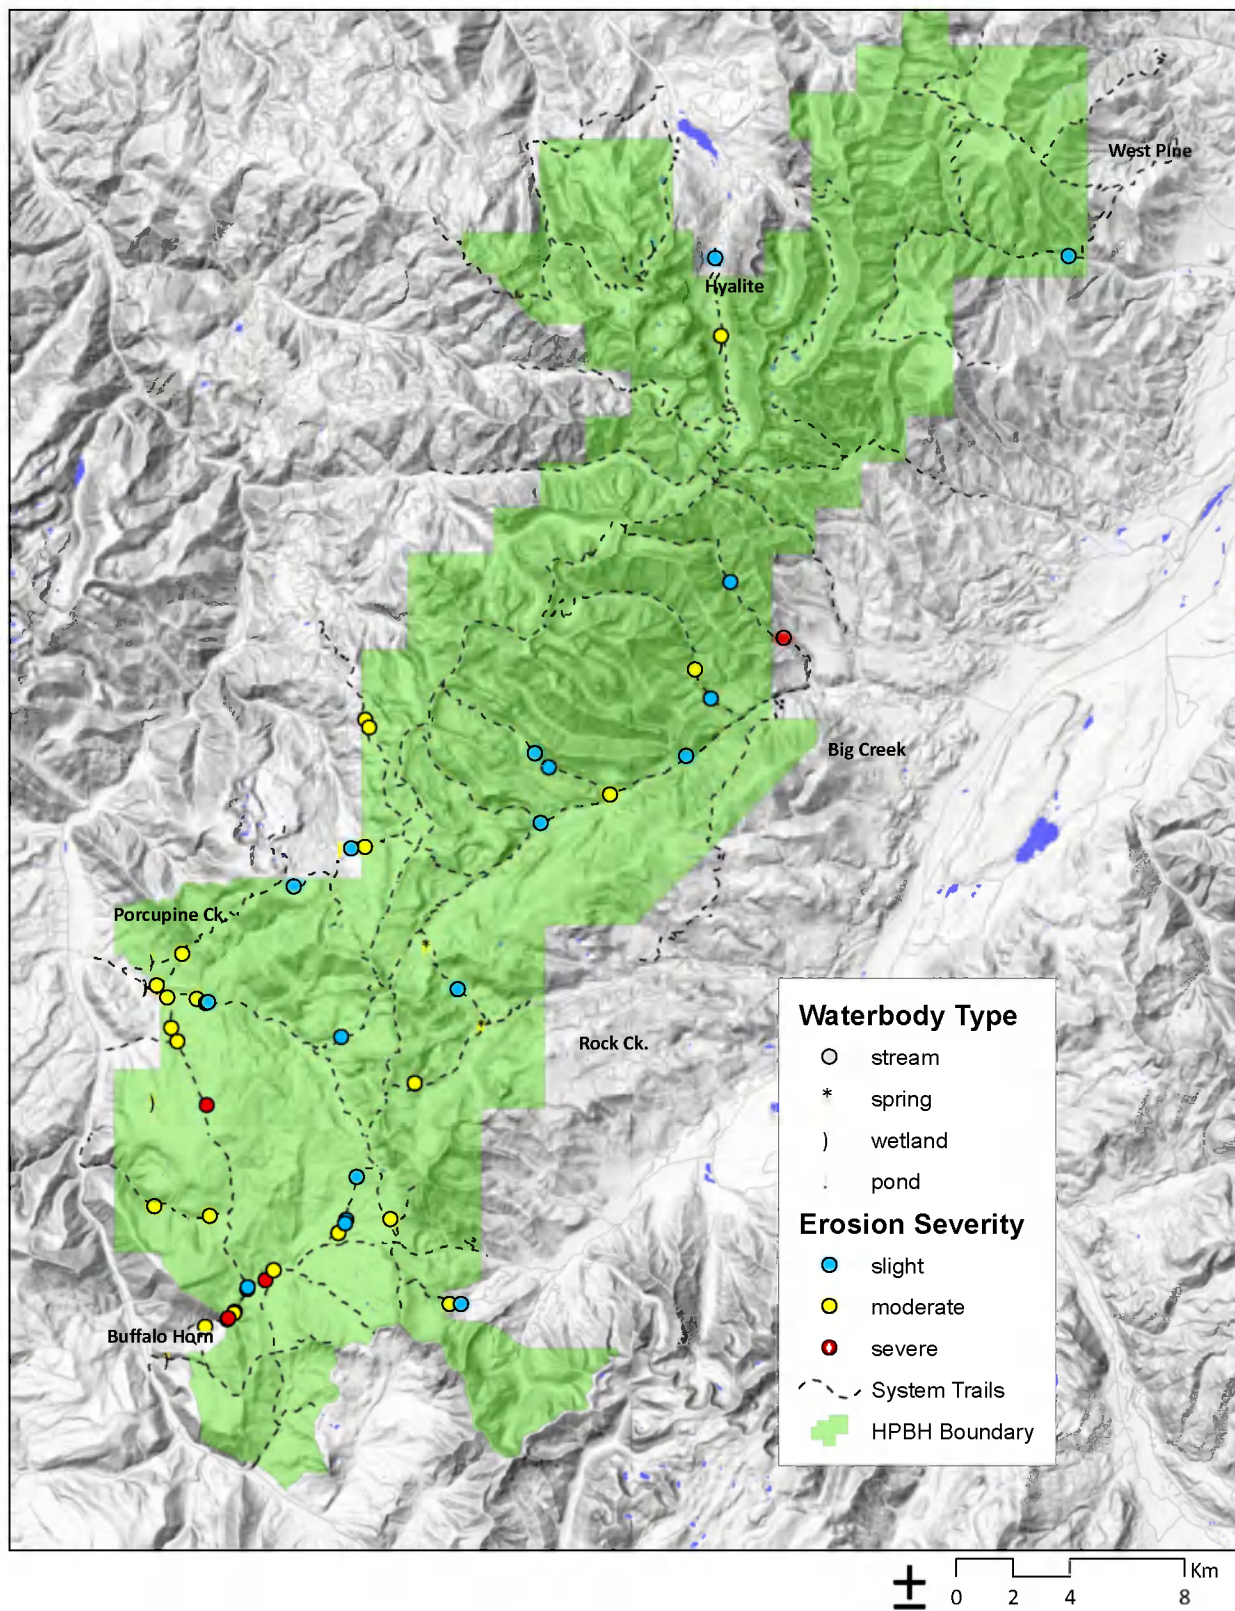 West Pine
Hyalite
Big Creek
Porcupine Ck.
Rock Ck.
Buffalo Horn
Waterbody Type
stream
spring
wetland
pond
Erosion Severity
slight
moderate
severe
System Trails
HPBH Boundary
Km
0 2 4 8